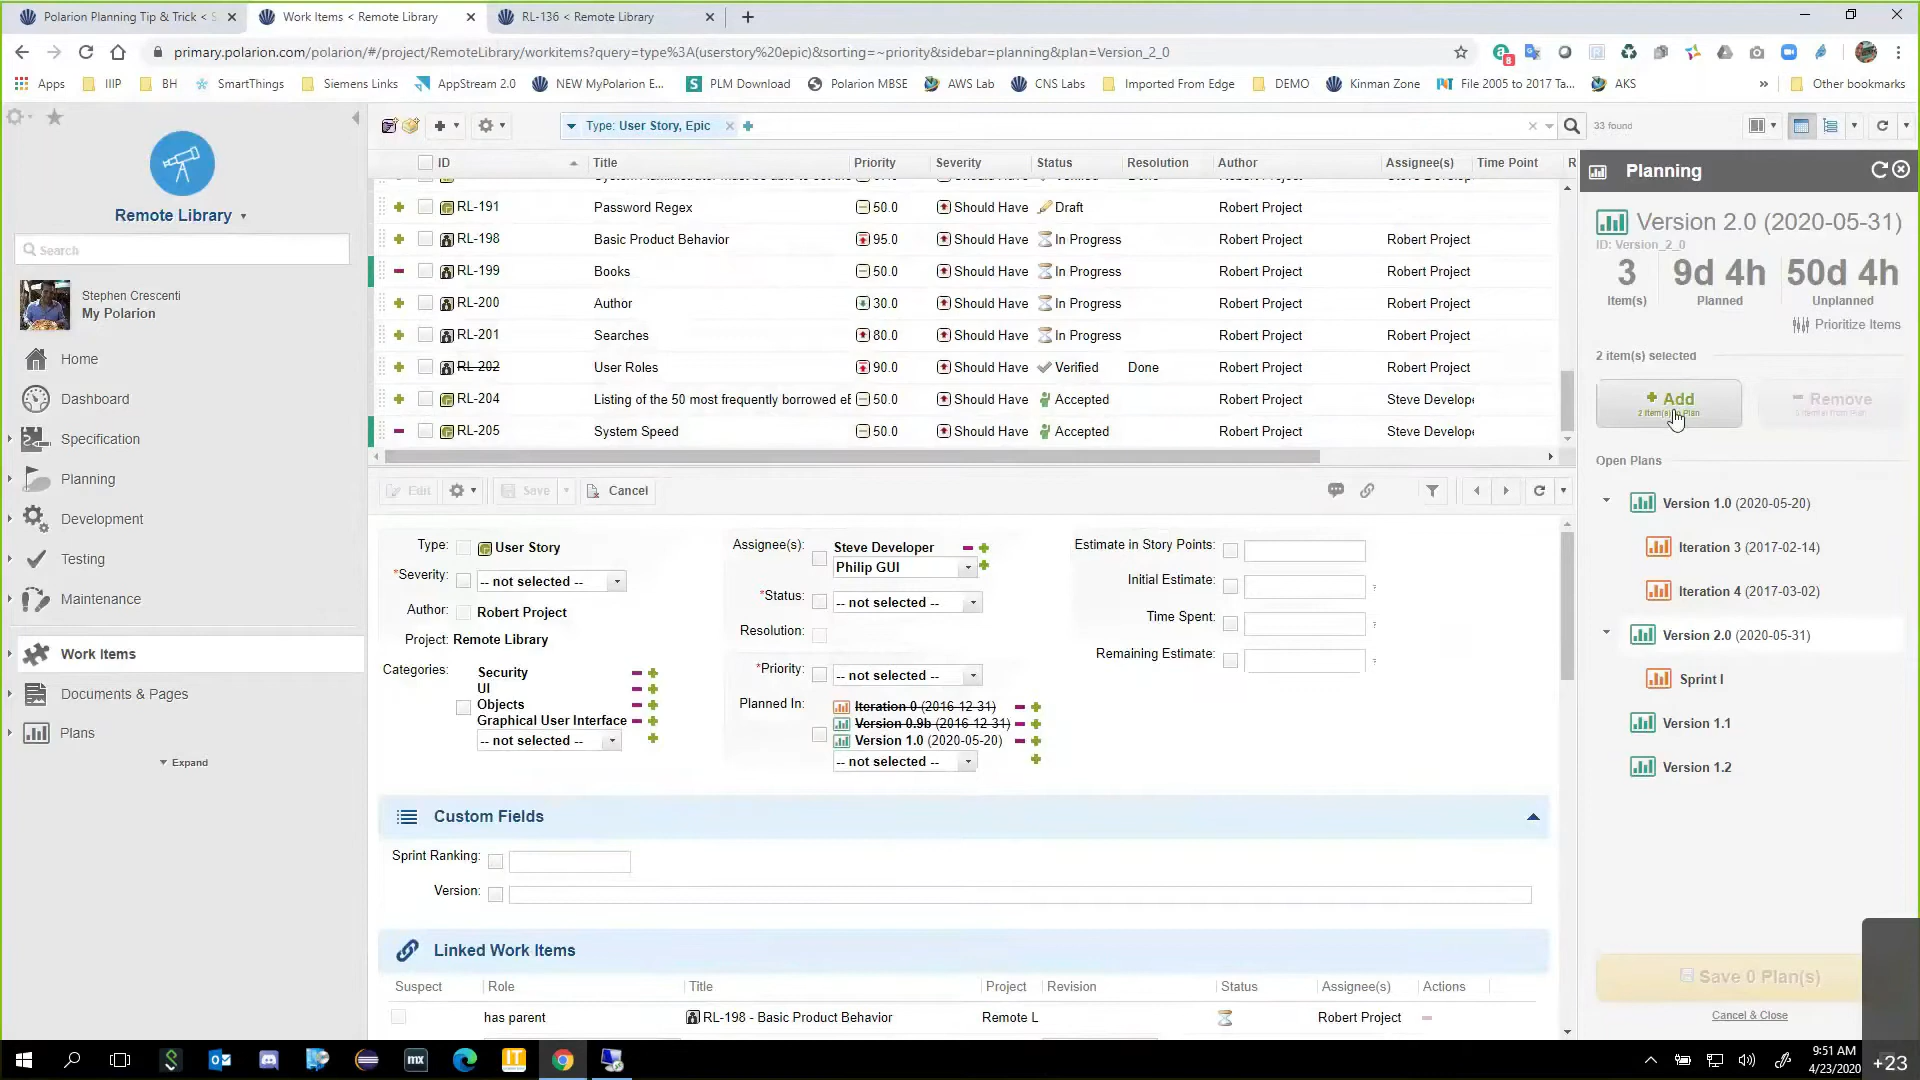 Polarion Planning Tip & Trick < S
Work Items < Remote Library
RL-136 < Remote Library
primary.polarion.com/polarion/#/project/RemoteLibrary/workitems?query=type%3A(userstory%20epic)&sorting=~priority&sidebar=planning&plan=Version_2_0
Apps IIIP BH SmartThings Siemens Links AppStream 2.0 NEW MyPolarion E... PLM Download Polarion MBSE AWS Lab CNS Labs Imported From Edge DEMO Kinman Zone File 2005 to 2017 Ta... AKS » Other bookmarks
Remote Library
Search
Stephen Crescenti
My Polarion
Home
Dashboard
Specification
Planning
Development
Testing
Maintenance
Work Items
Documents & Pages
Plans
Expand
Type: User Story, Epic
33 found
ID Title Priority Severity Status Resolution Author Assignee(s) Time Point R
RL-191 Password Regex 50.0 Should Have Draft Robert Project
RL-198 Basic Product Behavior 95.0 Should Have In Progress Robert Project Robert Project
RL-199 Books 50.0 Should Have In Progress Robert Project Robert Project
RL-200 Author 30.0 Should Have In Progress Robert Project Robert Project
RL-201 Searches 80.0 Should Have In Progress Robert Project Robert Project
RL-202 User Roles 90.0 Should Have Verified Done Robert Project Robert Project
RL-204 Listing of the 50 most frequently borrowed eB 50.0 Should Have Accepted Robert Project Steve Develope
RL-205 System Speed 50.0 Should Have Accepted Robert Project Steve Develope
Edit Save Cancel
Type: User Story
*Severity: -- not selected --
Author: Robert Project
Project: Remote Library
Categories: Security
UI
Objects
Graphical User Interface
-- not selected --
Assignee(s): Steve Developer
Philip GUI
*Status: -- not selected --
Resolution:
*Priority: -- not selected --
Planned In: Iteration 0 (2016-12-31)
Version 0.9b (2016-12-31)
Version 1.0 (2020-05-20)
-- not selected --
Estimate in Story Points:
Initial Estimate:
Time Spent:
Remaining Estimate:
Custom Fields
Sprint Ranking:
Version:
Linked Work Items
Suspect Role Title Project Revision Status Assignee(s) Actions
has parent RL-198 - Basic Product Behavior Remote L Robert Project
Planning
Version 2.0 (2020-05-31)
ID: Version_2_0
3 9d 4h 50d 4h
Item(s) Planned Unplanned
Prioritize Items
2 item(s) selected
Add
Remove
Open Plans
Version 1.0 (2020-05-20)
Iteration 3 (2017-02-14)
Iteration 4 (2017-03-02)
Version 2.0 (2020-05-31)
Sprint I
Version 1.1
Version 1.2
Save 0 Plan(s)
Cancel & Close
9:51 AM
4/23/2020
+23